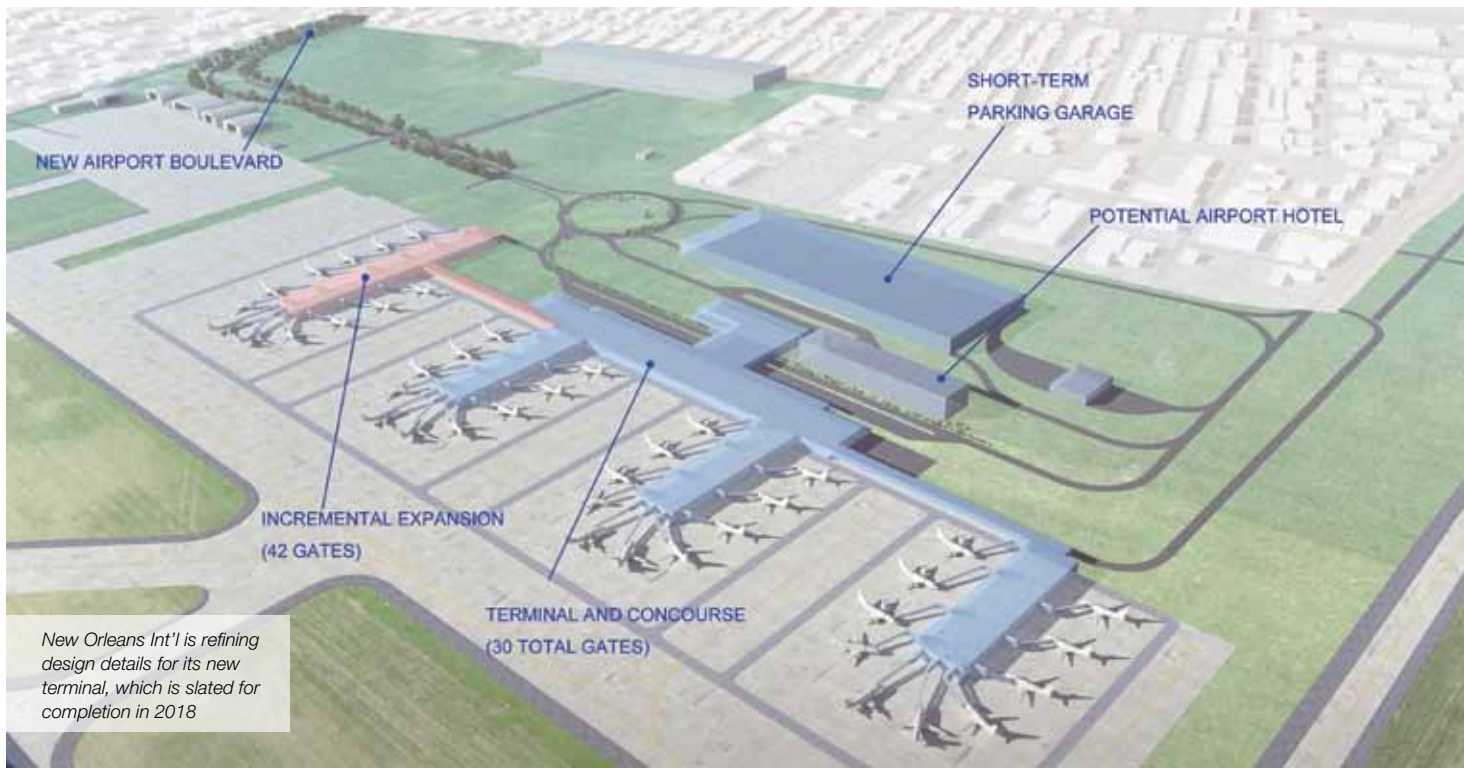 SHORT-TERM
PARKING GARAGE
NEW AIRPORT BOULEVARD
POTENTIAL AIRPORT HOTEL
INCREMENTAL EXPANSION
(42 GATES)
TERMINAL AND CONCOURSE
(30 TOTAL GATES)
New Orleans Int'l is refining
design details for its new
terminal, which is slated for
completion in 2018